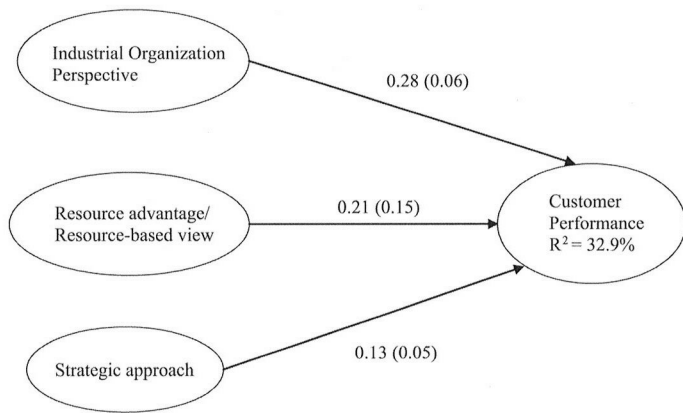 Industrial Organization
Perspective
0.28 (0.06)
Resource advantage/
Resource-based view
0.21 (0.15)
Customer
Performance
R² = 32.9%
Strategic approach
0.13 (0.05)